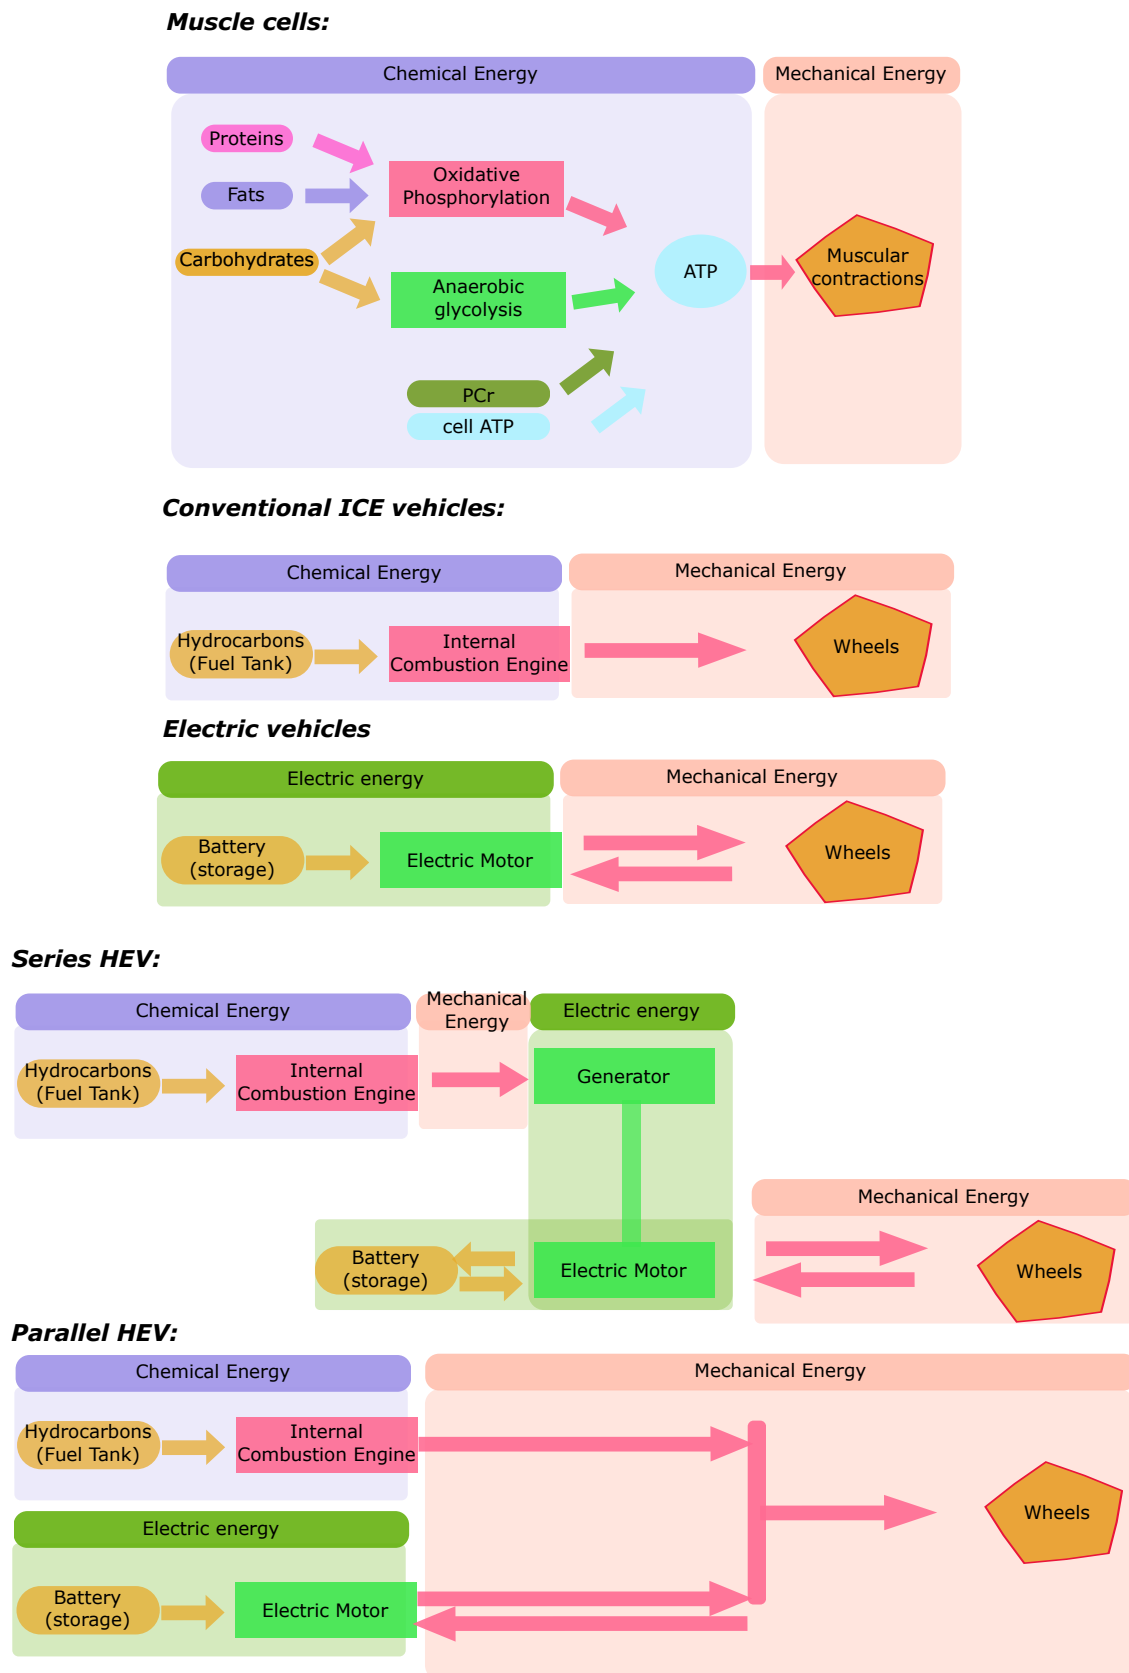 Muscle cells:
Chemical Energy
Mechanical Energy
Proteins
Fats
Carbohydrates
Oxidative
Phosphorylation
Anaerobic
glycolysis
PCr
cell ATP
ATP
Muscular
contractions
Conventional ICE vehicles:
Chemical Energy
Mechanical Energy
Hydrocarbons
(Fuel Tank)
Internal
Combustion Engine
Wheels
Electric vehicles
Electric energy
Mechanical Energy
Battery
(storage)
Electric Motor
Wheels
Series HEV:
Chemical Energy
Mechanical
Energy
Electric energy
Hydrocarbons
(Fuel Tank)
Internal
Combustion Engine
Generator
Mechanical Energy
Battery
(storage)
Electric Motor
Wheels
Parallel HEV:
Chemical Energy
Mechanical Energy
Hydrocarbons
(Fuel Tank)
Internal
Combustion Engine
Wheels
Electric energy
Battery
(storage)
Electric Motor